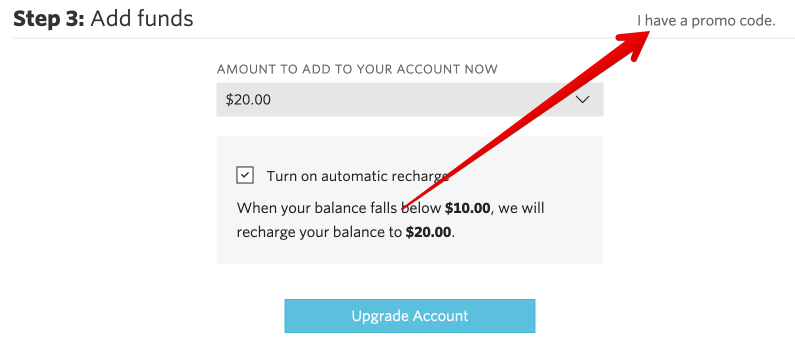 Step 3: Add funds
I have a promo code.
AMOUNT TO ADD TO YOUR ACCOUNT NOW
$20.00
Turn on automatic recharge
When your balance falls below $10.00, we will
recharge your balance to $20.00.
Upgrade Account